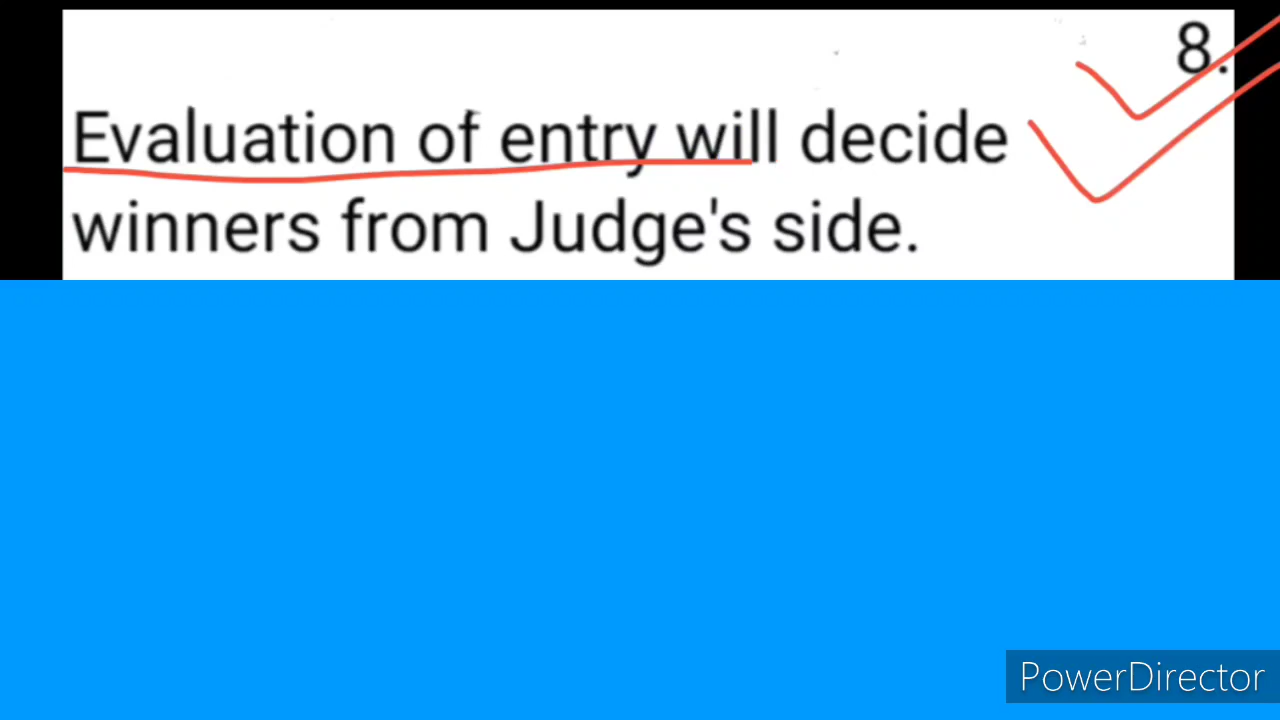 8.
Evaluation of entry will decide
winners from Judge's side.
PowerDirector